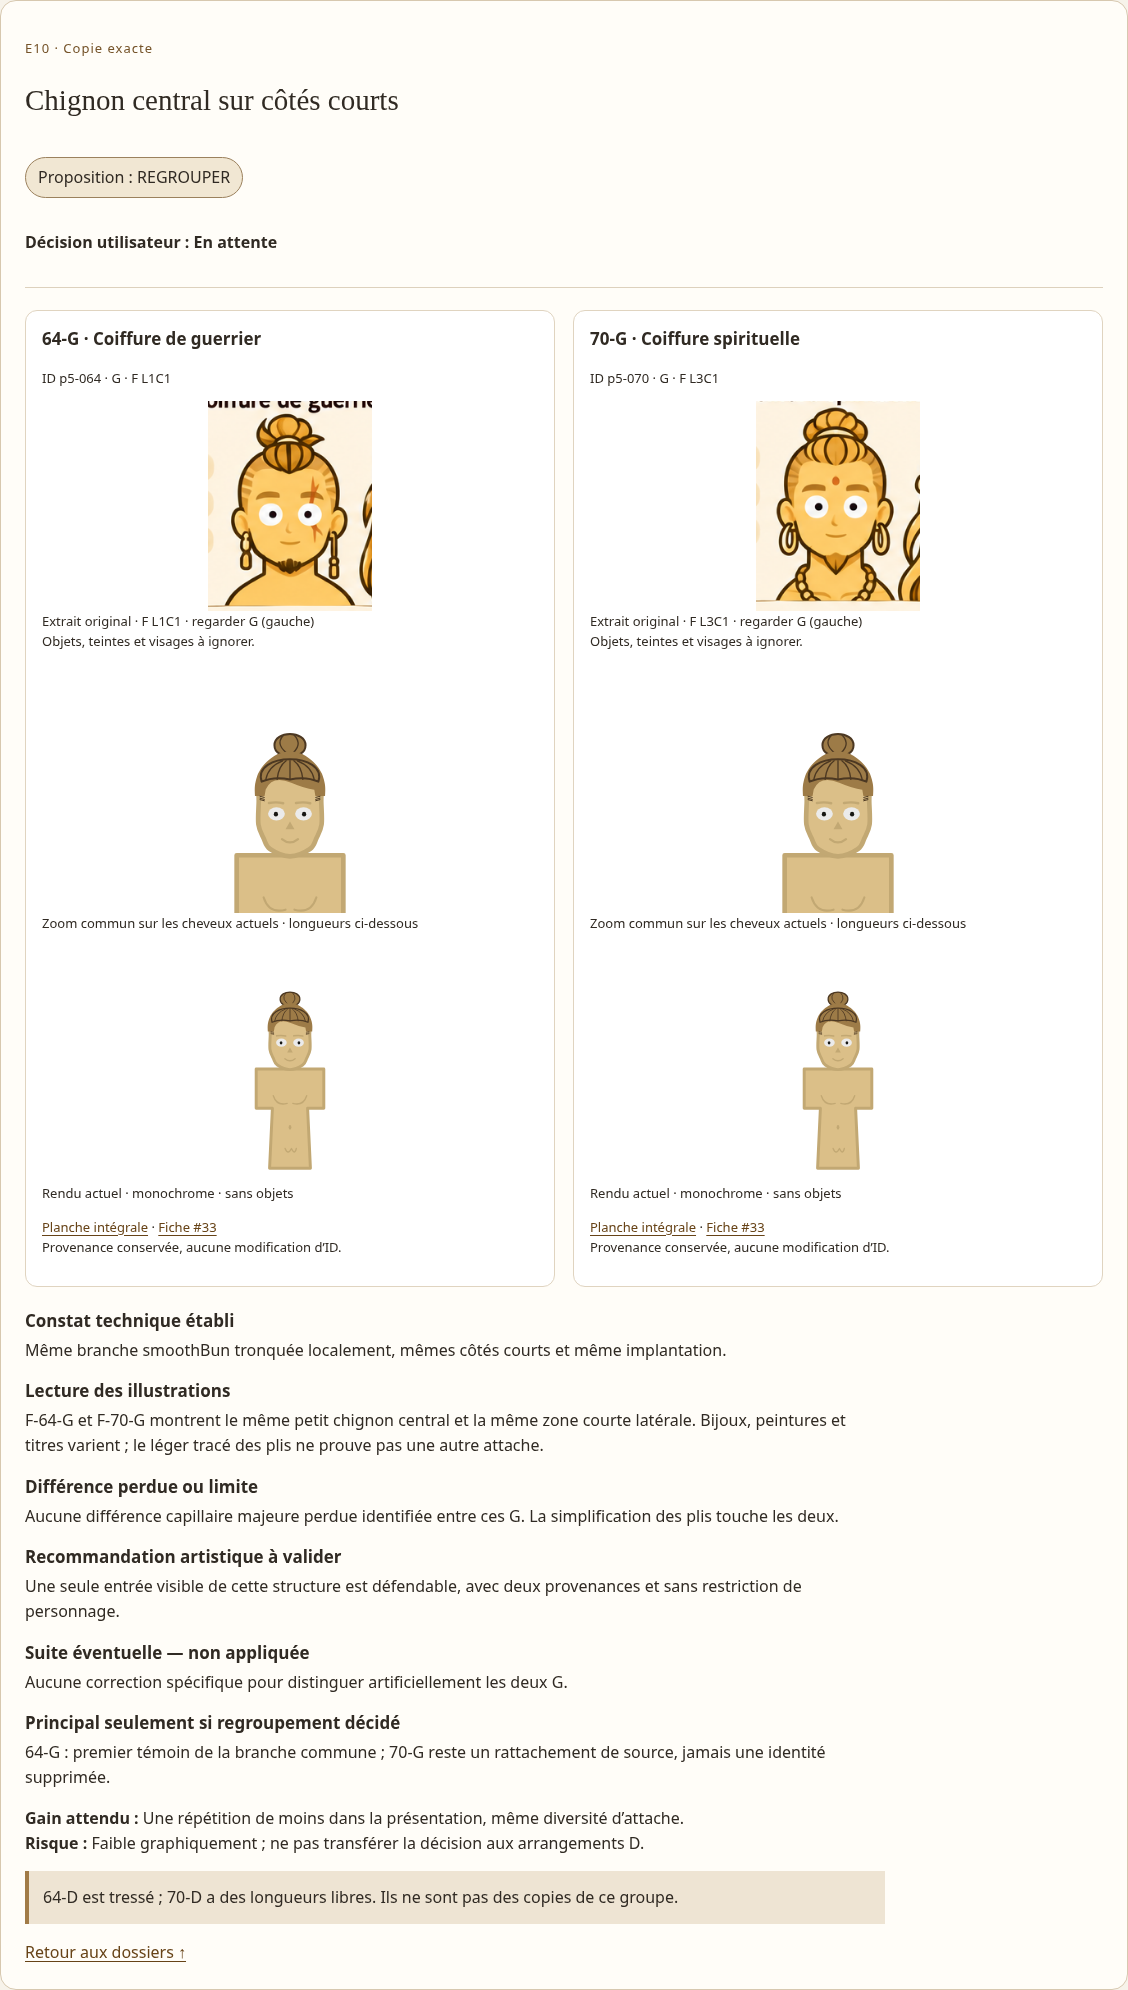 E10 · Copie exacte
Chignon central sur côtés courts
Proposition : REGROUPER
Décision utilisateur : En attente
64-G · Coiffure de guerrier
ID p5-064 · G · F L1C1
Extrait original · F L1C1 · regarder G (gauche)
Objets, teintes et visages à ignorer.
Zoom commun sur les cheveux actuels · longueurs ci-dessous
Rendu actuel · monochrome · sans objets
Planche intégrale · Fiche #33
Provenance conservée, aucune modification d’ID.
70-G · Coiffure spirituelle
ID p5-070 · G · F L3C1
Extrait original · F L3C1 · regarder G (gauche)
Objets, teintes et visages à ignorer.
Zoom commun sur les cheveux actuels · longueurs ci-dessous
Rendu actuel · monochrome · sans objets
Planche intégrale · Fiche #33
Provenance conservée, aucune modification d’ID.
Constat technique établi
Même branche smoothBun tronquée localement, mêmes côtés courts et même implantation.
Lecture des illustrations
F-64-G et F-70-G montrent le même petit chignon central et la même zone courte latérale. Bijoux, peintures et
titres varient ; le léger tracé des plis ne prouve pas une autre attache.
Différence perdue ou limite
Aucune différence capillaire majeure perdue identifiée entre ces G. La simplification des plis touche les deux.
Recommandation artistique à valider
Une seule entrée visible de cette structure est défendable, avec deux provenances et sans restriction de
personnage.
Suite éventuelle — non appliquée
Aucune correction spécifique pour distinguer artificiellement les deux G.
Principal seulement si regroupement décidé
64-G : premier témoin de la branche commune ; 70-G reste un rattachement de source, jamais une identité
supprimée.
Gain attendu : Une répétition de moins dans la présentation, même diversité d’attache.
Risque : Faible graphiquement ; ne pas transférer la décision aux arrangements D.
64-D est tressé ; 70-D a des longueurs libres. Ils ne sont pas des copies de ce groupe.
Retour aux dossiers ↑